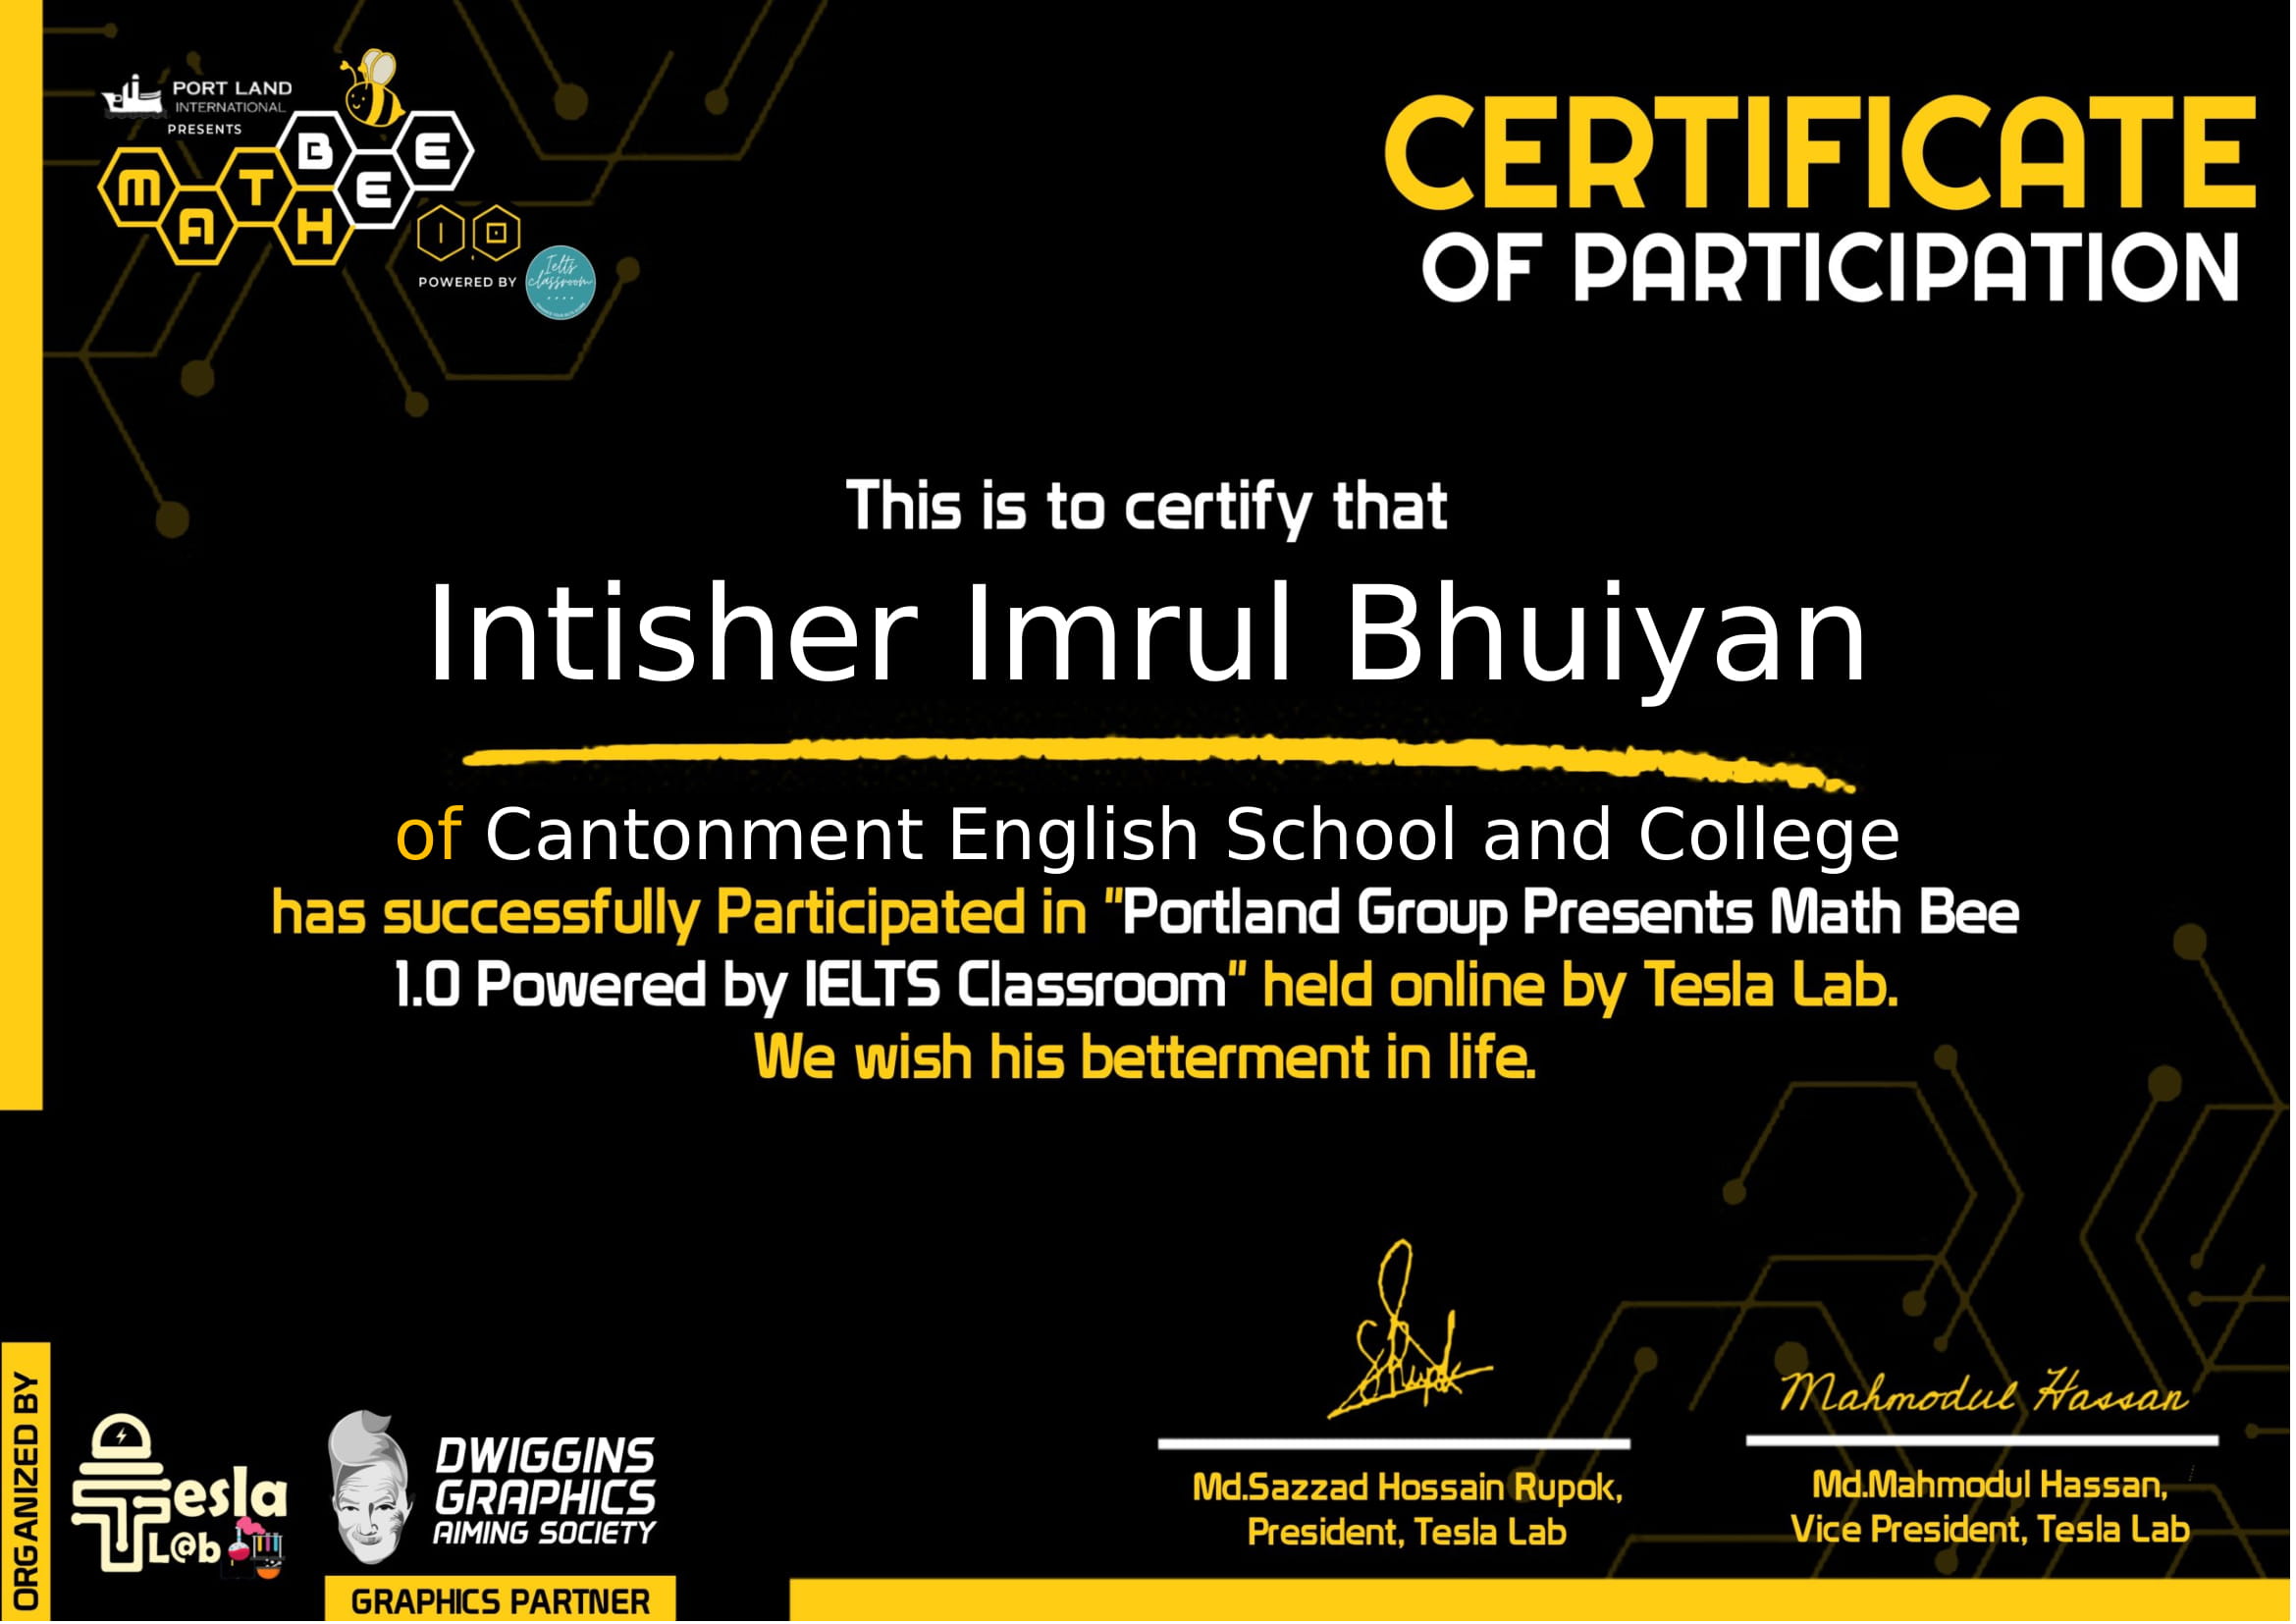 PORT LAND
INTERNATIONAL
PRESENTS
MATH BEE
1.0
POWERED BY
Ielts
classroom
CERTIFICATE
OF PARTICIPATION
This is to certify that
Intisher Imrul Bhuiyan
of Cantonment English School and College
has successfully Participated in "Portland Group Presents Math Bee
1.0 Powered by IELTS Classroom" held online by Tesla Lab.
We wish his betterment in life.
Rupok
Mahmodul Hassan
Md.Sazzad Hossain Rupok,
President, Tesla Lab
Md.Mahmodul Hassan,
Vice President, Tesla Lab
ORGANIZED BY
Tesla
L@b
DWIGGINS
GRAPHICS
AIMING SOCIETY
GRAPHICS PARTNER